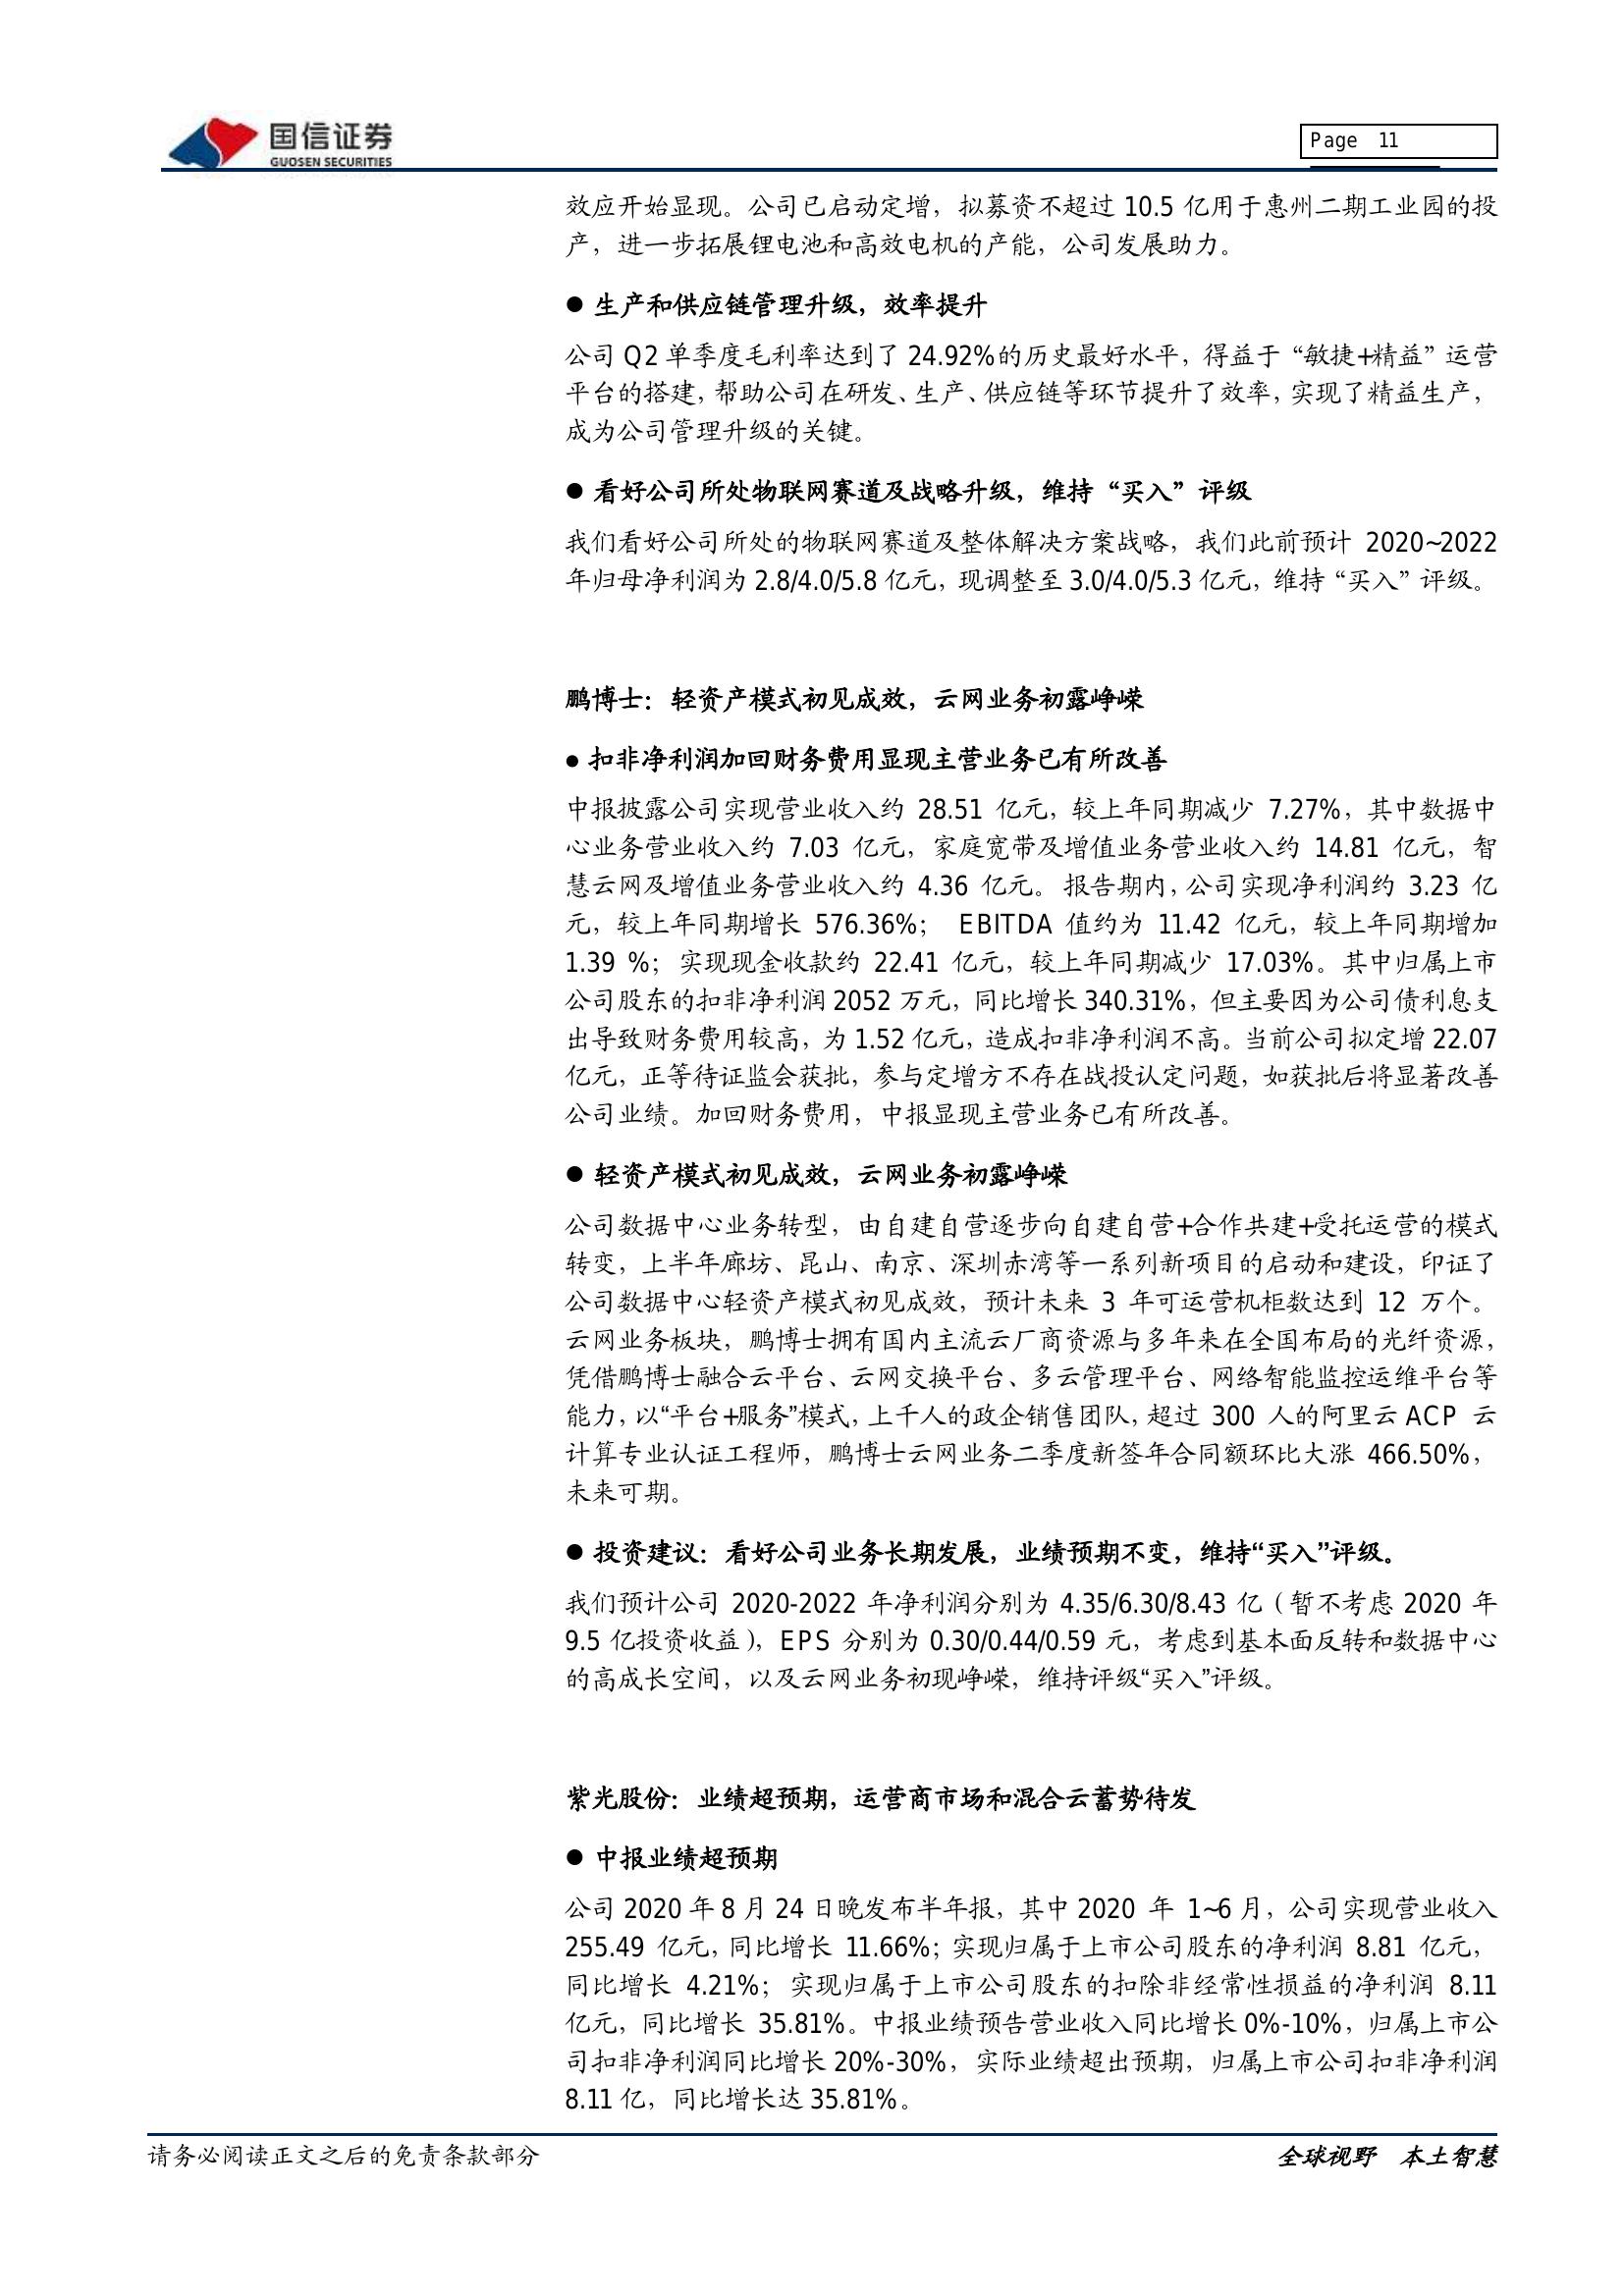 国信证券
GUOSEN SECURITIES
Page 11
效应开始显现。公司已启动定增，拟募资不超过 10.5 亿用于惠州二期工业园的投
产，进一步拓展锂电池和高效电机的产能，公司发展助力。
● 生产和供应链管理升级，效率提升
公司 Q2 单季度毛利率达到了 24.92%的历史最好水平，得益于“敏捷+精益”运营
平台的搭建，帮助公司在研发、生产、供应链等环节提升了效率，实现了精益生产，
成为公司管理升级的关键。
● 看好公司所处物联网赛道及战略升级，维持“买入”评级
我们看好公司所处的物联网赛道及整体解决方案战略，我们此前预计 2020~2022
年归母净利润为 2.8/4.0/5.8 亿元，现调整至 3.0/4.0/5.3 亿元，维持“买入”评级。
鹏博士：轻资产模式初见成效，云网业务初露峥嵘
● 扣非净利润加回财务费用显现主营业务已有所改善
中报披露公司实现营业收入约 28.51 亿元，较上年同期减少 7.27%，其中数据中
心业务营业收入约 7.03 亿元，家庭宽带及增值业务营业收入约 14.81 亿元，智
慧云网及增值业务营业收入约 4.36 亿元。 报告期内，公司实现净利润约 3.23 亿
元，较上年同期增长 576.36%； EBITDA 值约为 11.42 亿元，较上年同期增加
1.39 %；实现现金收款约 22.41 亿元，较上年同期减少 17.03%。其中归属上市
公司股东的扣非净利润 2052 万元，同比增长 340.31%，但主要因为公司债利息支
出导致财务费用较高，为 1.52 亿元，造成扣非净利润不高。当前公司拟定增 22.07
亿元，正等待证监会获批，参与定增方不存在战投认定问题，如获批后将显著改善
公司业绩。加回财务费用，中报显现主营业务已有所改善。
● 轻资产模式初见成效，云网业务初露峥嵘
公司数据中心业务转型，由自建自营逐步向自建自营+合作共建+受托运营的模式
转变，上半年廊坊、昆山、南京、深圳赤湾等一系列新项目的启动和建设，印证了
公司数据中心轻资产模式初见成效，预计未来 3 年可运营机柜数达到 12 万个。
云网业务板块，鹏博士拥有国内主流云厂商资源与多年来在全国布局的光纤资源，
凭借鹏博士融合云平台、云网交换平台、多云管理平台、网络智能监控运维平台等
能力，以“平台+服务”模式，上千人的政企销售团队，超过 300 人的阿里云 ACP 云
计算专业认证工程师，鹏博士云网业务二季度新签年合同额环比大涨 466.50%，
未来可期。
● 投资建议：看好公司业务长期发展，业绩预期不变，维持“买入”评级。
我们预计公司 2020-2022 年净利润分别为 4.35/6.30/8.43 亿（暂不考虑 2020 年
9.5 亿投资收益），EPS 分别为 0.30/0.44/0.59 元，考虑到基本面反转和数据中心
的高成长空间，以及云网业务初现峥嵘，维持评级“买入”评级。
紫光股份：业绩超预期，运营商市场和混合云蓄势待发
● 中报业绩超预期
公司 2020 年 8 月 24 日晚发布半年报，其中 2020 年 1~6 月，公司实现营业收入
255.49 亿元，同比增长 11.66%；实现归属于上市公司股东的净利润 8.81 亿元，
同比增长 4.21%；实现归属于上市公司股东的扣除非经常性损益的净利润 8.11
亿元，同比增长 35.81%。中报业绩预告营业收入同比增长 0%-10%，归属上市公
司扣非净利润同比增长 20%-30%，实际业绩超出预期，归属上市公司扣非净利润
8.11 亿，同比增长达 35.81%。
请务必阅读正文之后的免责条款部分
全球视野 本土智慧